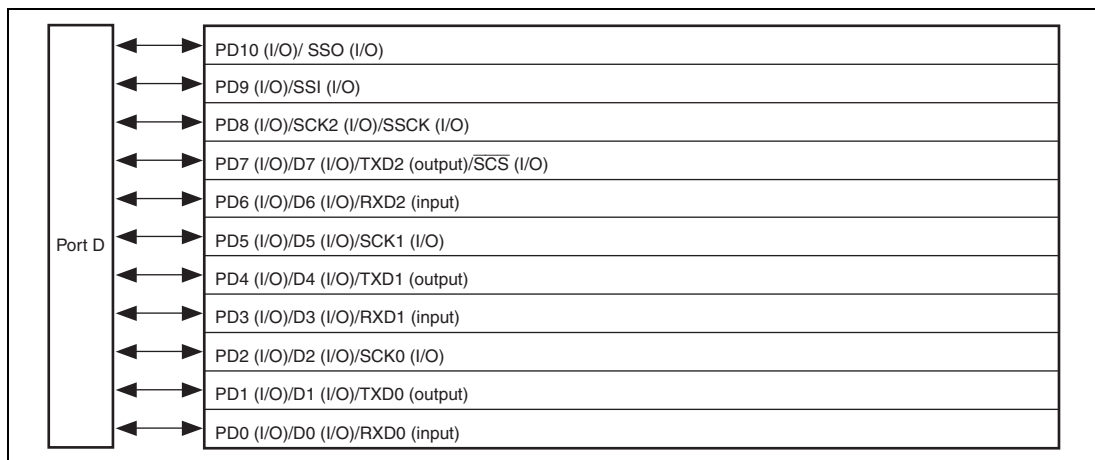 PD10 (I/O)/ SSO (I/O)
PD9 (I/O)/SSI (I/O)
PD8 (I/O)/SCK2 (I/O)/SSCK (I/O)
PD7 (I/O)/D7 (I/O)/TXD2 (output)/S̅C̅S̅ (I/O)
PD6 (I/O)/D6 (I/O)/RXD2 (input)
Port D
PD5 (I/O)/D5 (I/O)/SCK1 (I/O)
PD4 (I/O)/D4 (I/O)/TXD1 (output)
PD3 (I/O)/D3 (I/O)/RXD1 (input)
PD2 (I/O)/D2 (I/O)/SCK0 (I/O)
PD1 (I/O)/D1 (I/O)/TXD0 (output)
PD0 (I/O)/D0 (I/O)/RXD0 (input)